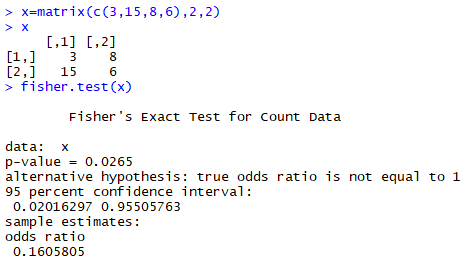 > x=matrix(c(3,15,8,6),2,2)
> x
     [,1] [,2]
[1,]    3    8
[2,]   15    6
> fisher.test(x)
        Fisher's Exact Test for Count Data
data:  x
p-value = 0.0265
alternative hypothesis: true odds ratio is not equal to 1
95 percent confidence interval:
 0.02016297 0.95505763
sample estimates:
odds ratio
 0.1605805